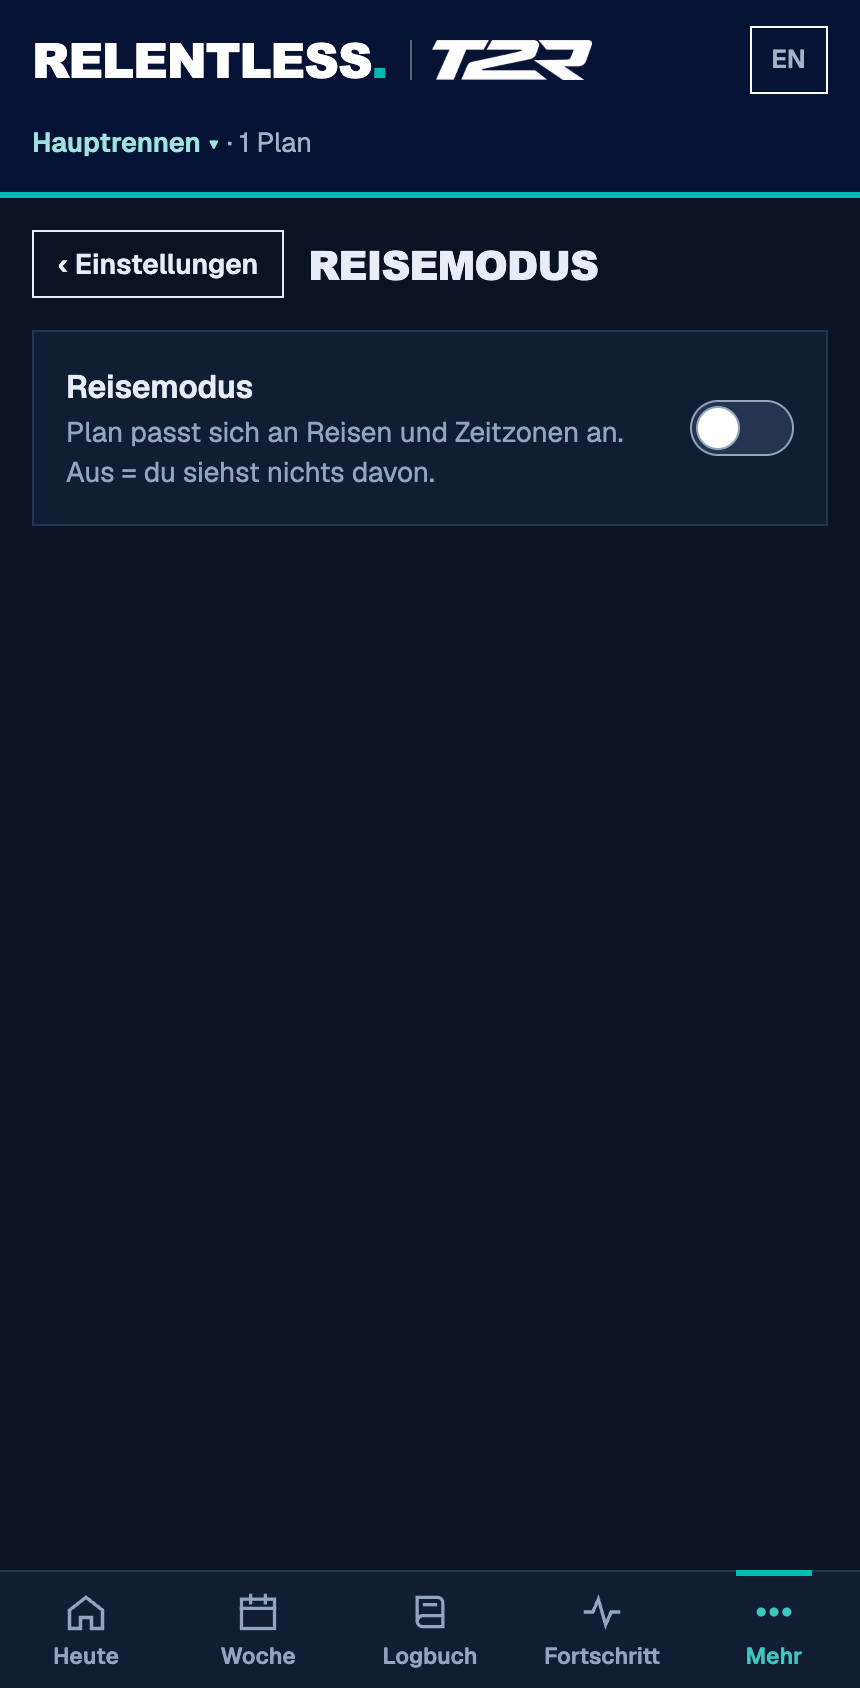 RELENTLESS. | T2R
EN
Hauptrennen ▾ · 1 Plan
‹ Einstellungen
REISEMODUS
Reisemodus
Plan passt sich an Reisen und Zeitzonen an.
Aus = du siehst nichts davon.
Heute
Woche
Logbuch
Fortschritt
Mehr